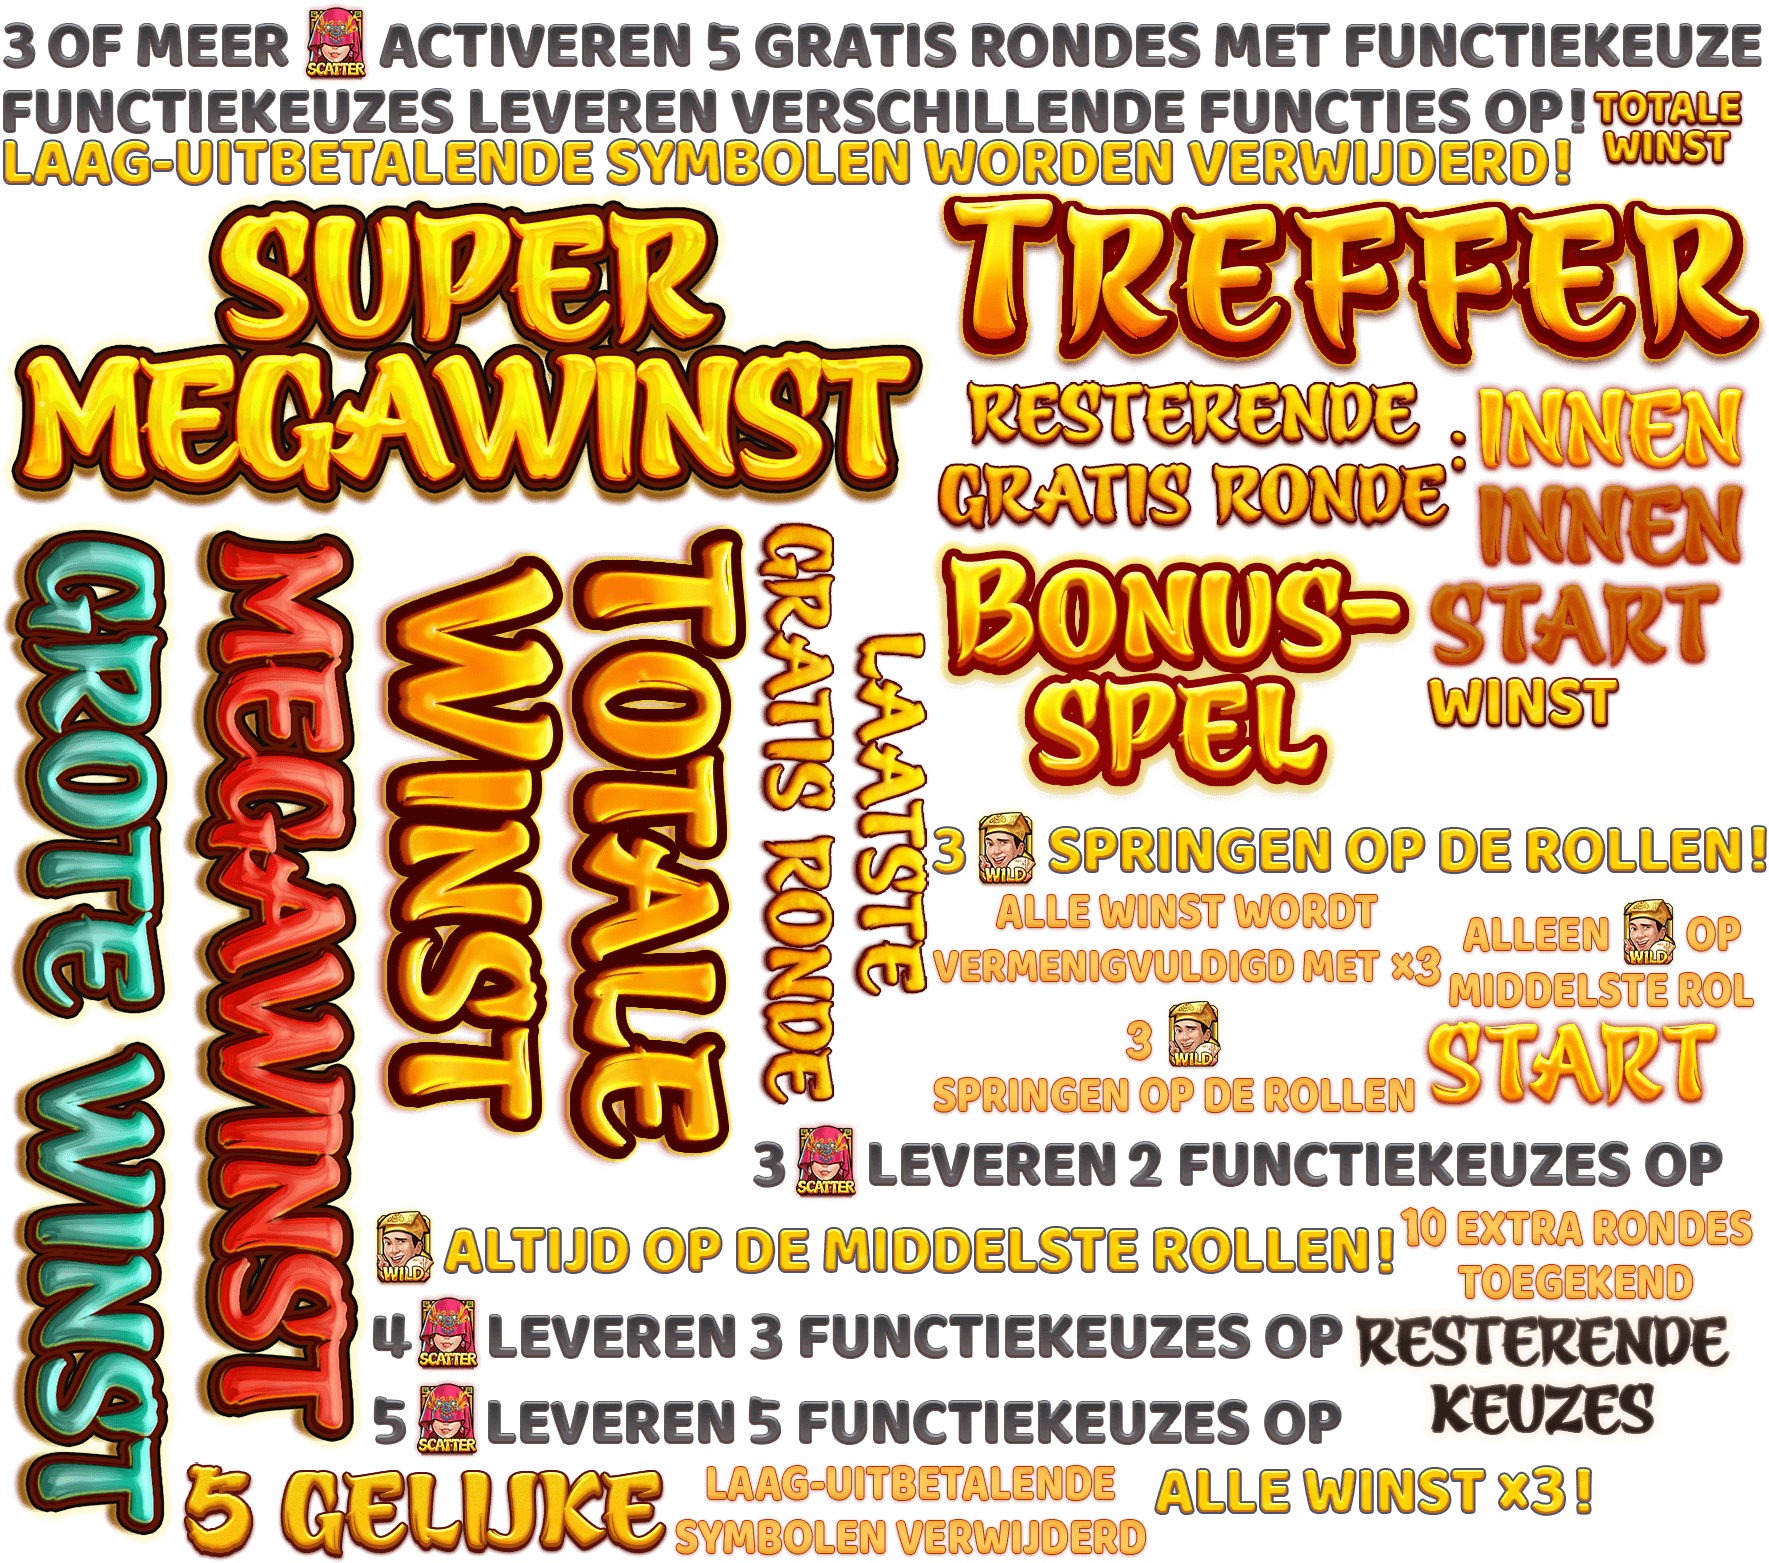 3 OF MEER SCATTER ACTIVEREN 5 GRATIS RONDES MET FUNCTIEKEUZE
FUNCTIEKEUZES LEVEREN VERSCHILLENDE FUNCTIES OP!
TOTALE
WINST
LAAG-UITBETALENDE SYMBOLEN WORDEN VERWIJDERD!
SUPER
MEGAWINST
TREFFER
RESTERENDE
GRATIS RONDE :
INNEN
INNEN
START
WINST
BONUS-
SPEL
GROTE WINST
MEGAWINST
TOTALE
WINST
LAATSTE
GRATIS RONDE
3 WILD SPRINGEN OP DE ROLLEN!
ALLE WINST WORDT
VERMENIGVULDIGD MET ×3
ALLEEN WILD OP
MIDDELSTE ROL
3 WILD
SPRINGEN OP DE ROLLEN
START
3 SCATTER LEVEREN 2 FUNCTIEKEUZES OP
WILD ALTIJD OP DE MIDDELSTE ROLLEN!
10 EXTRA RONDES
TOEGEKEND
4 SCATTER LEVEREN 3 FUNCTIEKEUZES OP
RESTERENDE
KEUZES
5 SCATTER LEVEREN 5 FUNCTIEKEUZES OP
5 GELIJKE
LAAG-UITBETALENDE
SYMBOLEN VERWIJDERD
ALLE WINST ×3!